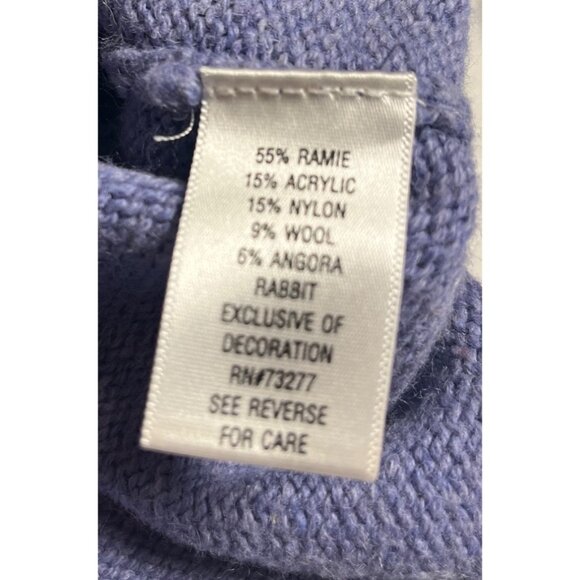 55% RAMIE
15% ACRYLIC
15% NYLON
9% WOOL
6% ANGORA
RABBIT
EXCLUSIVE OF
DECORATION
RN#73277
SEE REVERSE
FOR CARE